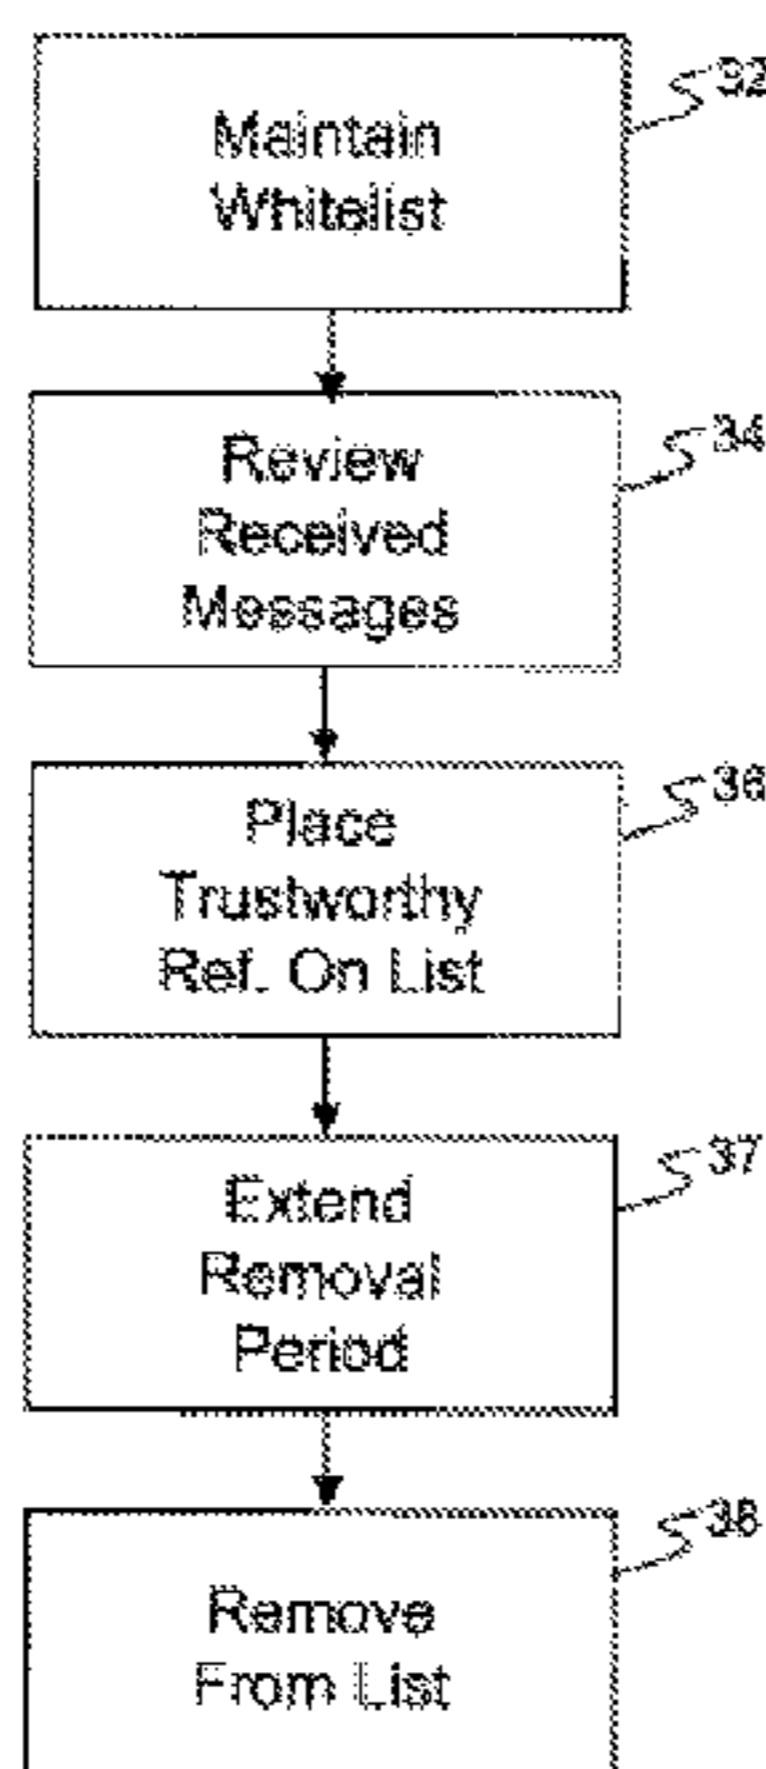 Maintain
Whitelist
32
Review
Received
Messages
34
Place
Trustworthy
Ref. On List
36
Extend
Removal
Period
37
Remove
From List
38